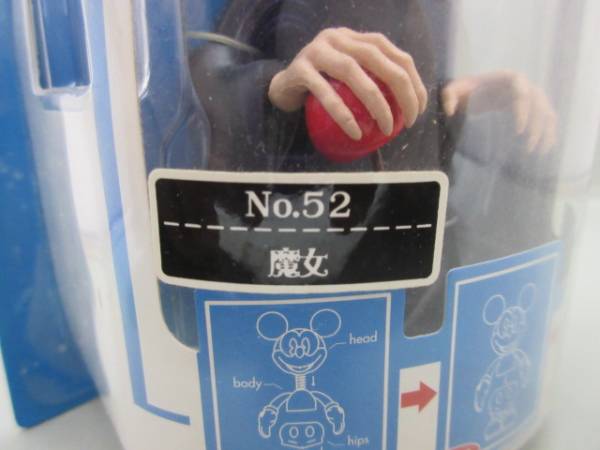 No.52
魔女
head
body
hips